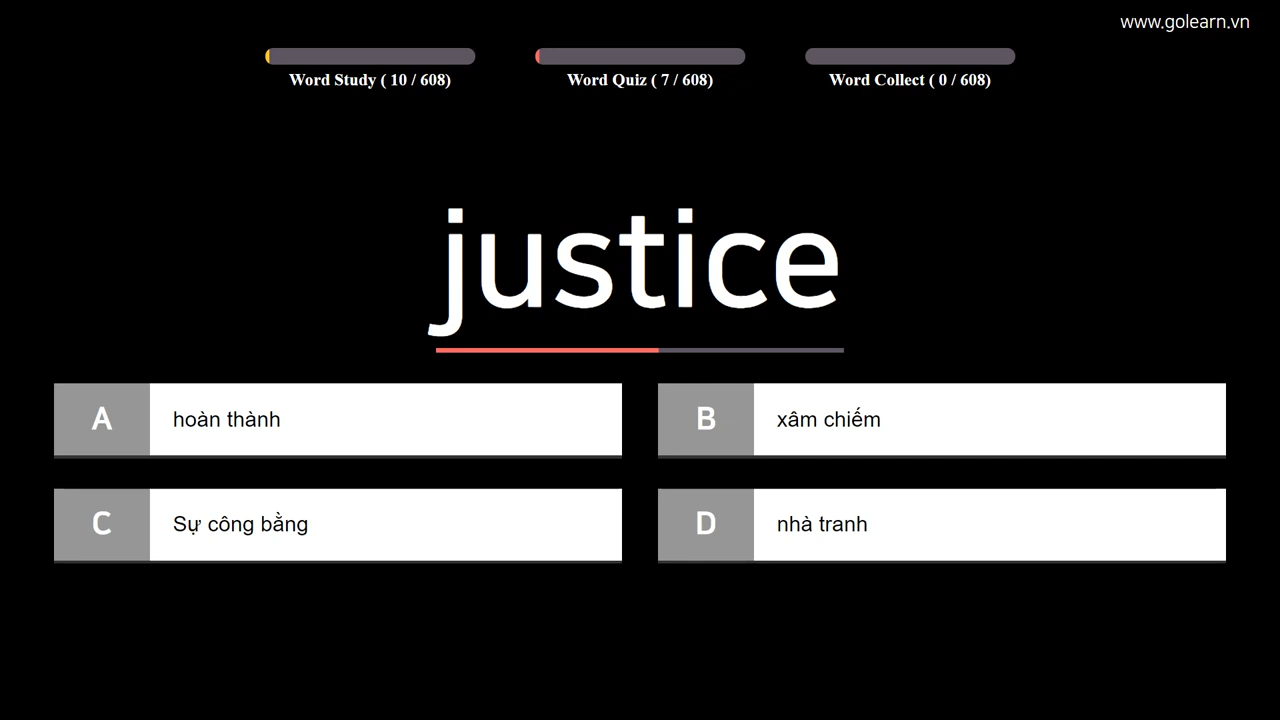 www.golearn.vn
Word Study ( 10 / 608)
Word Quiz ( 7 / 608)
Word Collect ( 0 / 608)
justice
A hoàn thành
B xâm chiếm
C Sự công bằng
D nhà tranh